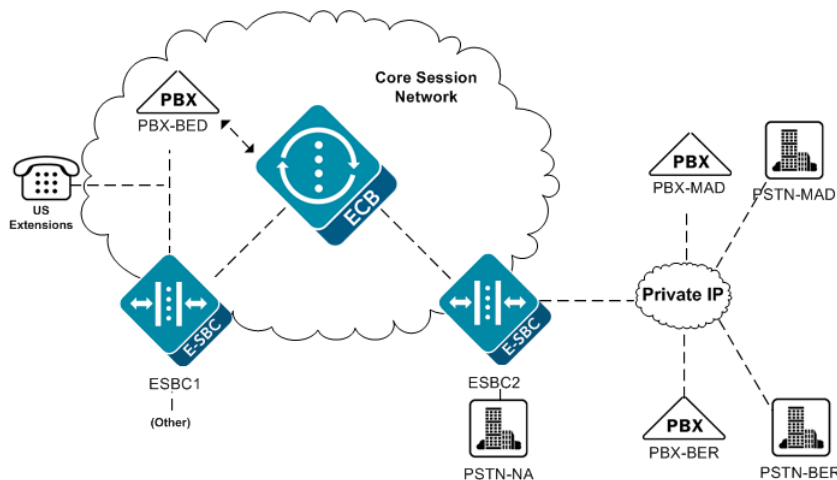 Core Session
Network
PBX
PBX-BED
ECB
US
Extensions
E-SBC
ESBC1
(Other)
E-SBC
ESBC2
PSTN-NA
PBX
PBX-MAD
PSTN-MAD
Private IP
PBX
PBX-BER
PSTN-BER